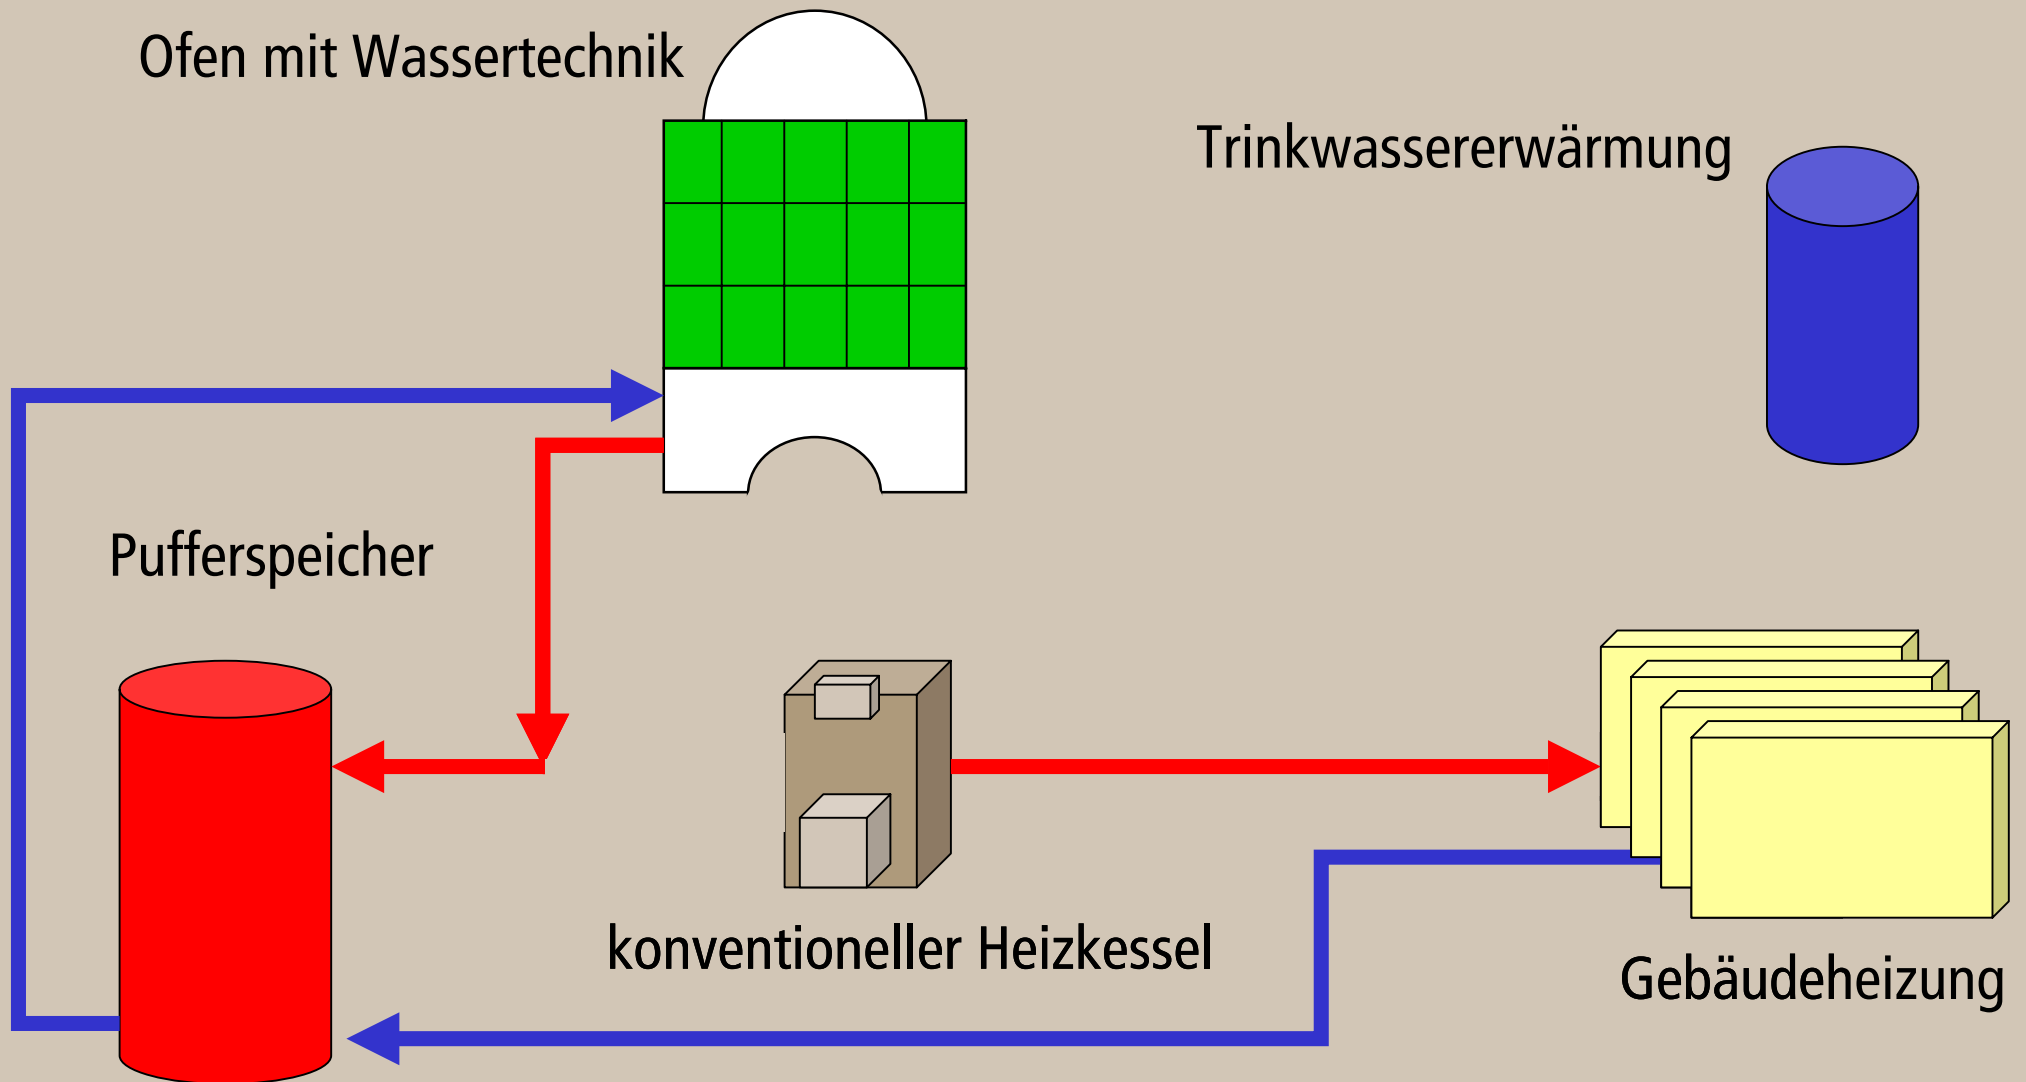 Ofen mit Wassertechnik
Trinkwassererwärmung
Pufferspeicher
konventioneller Heizkessel
Gebäudeheizung